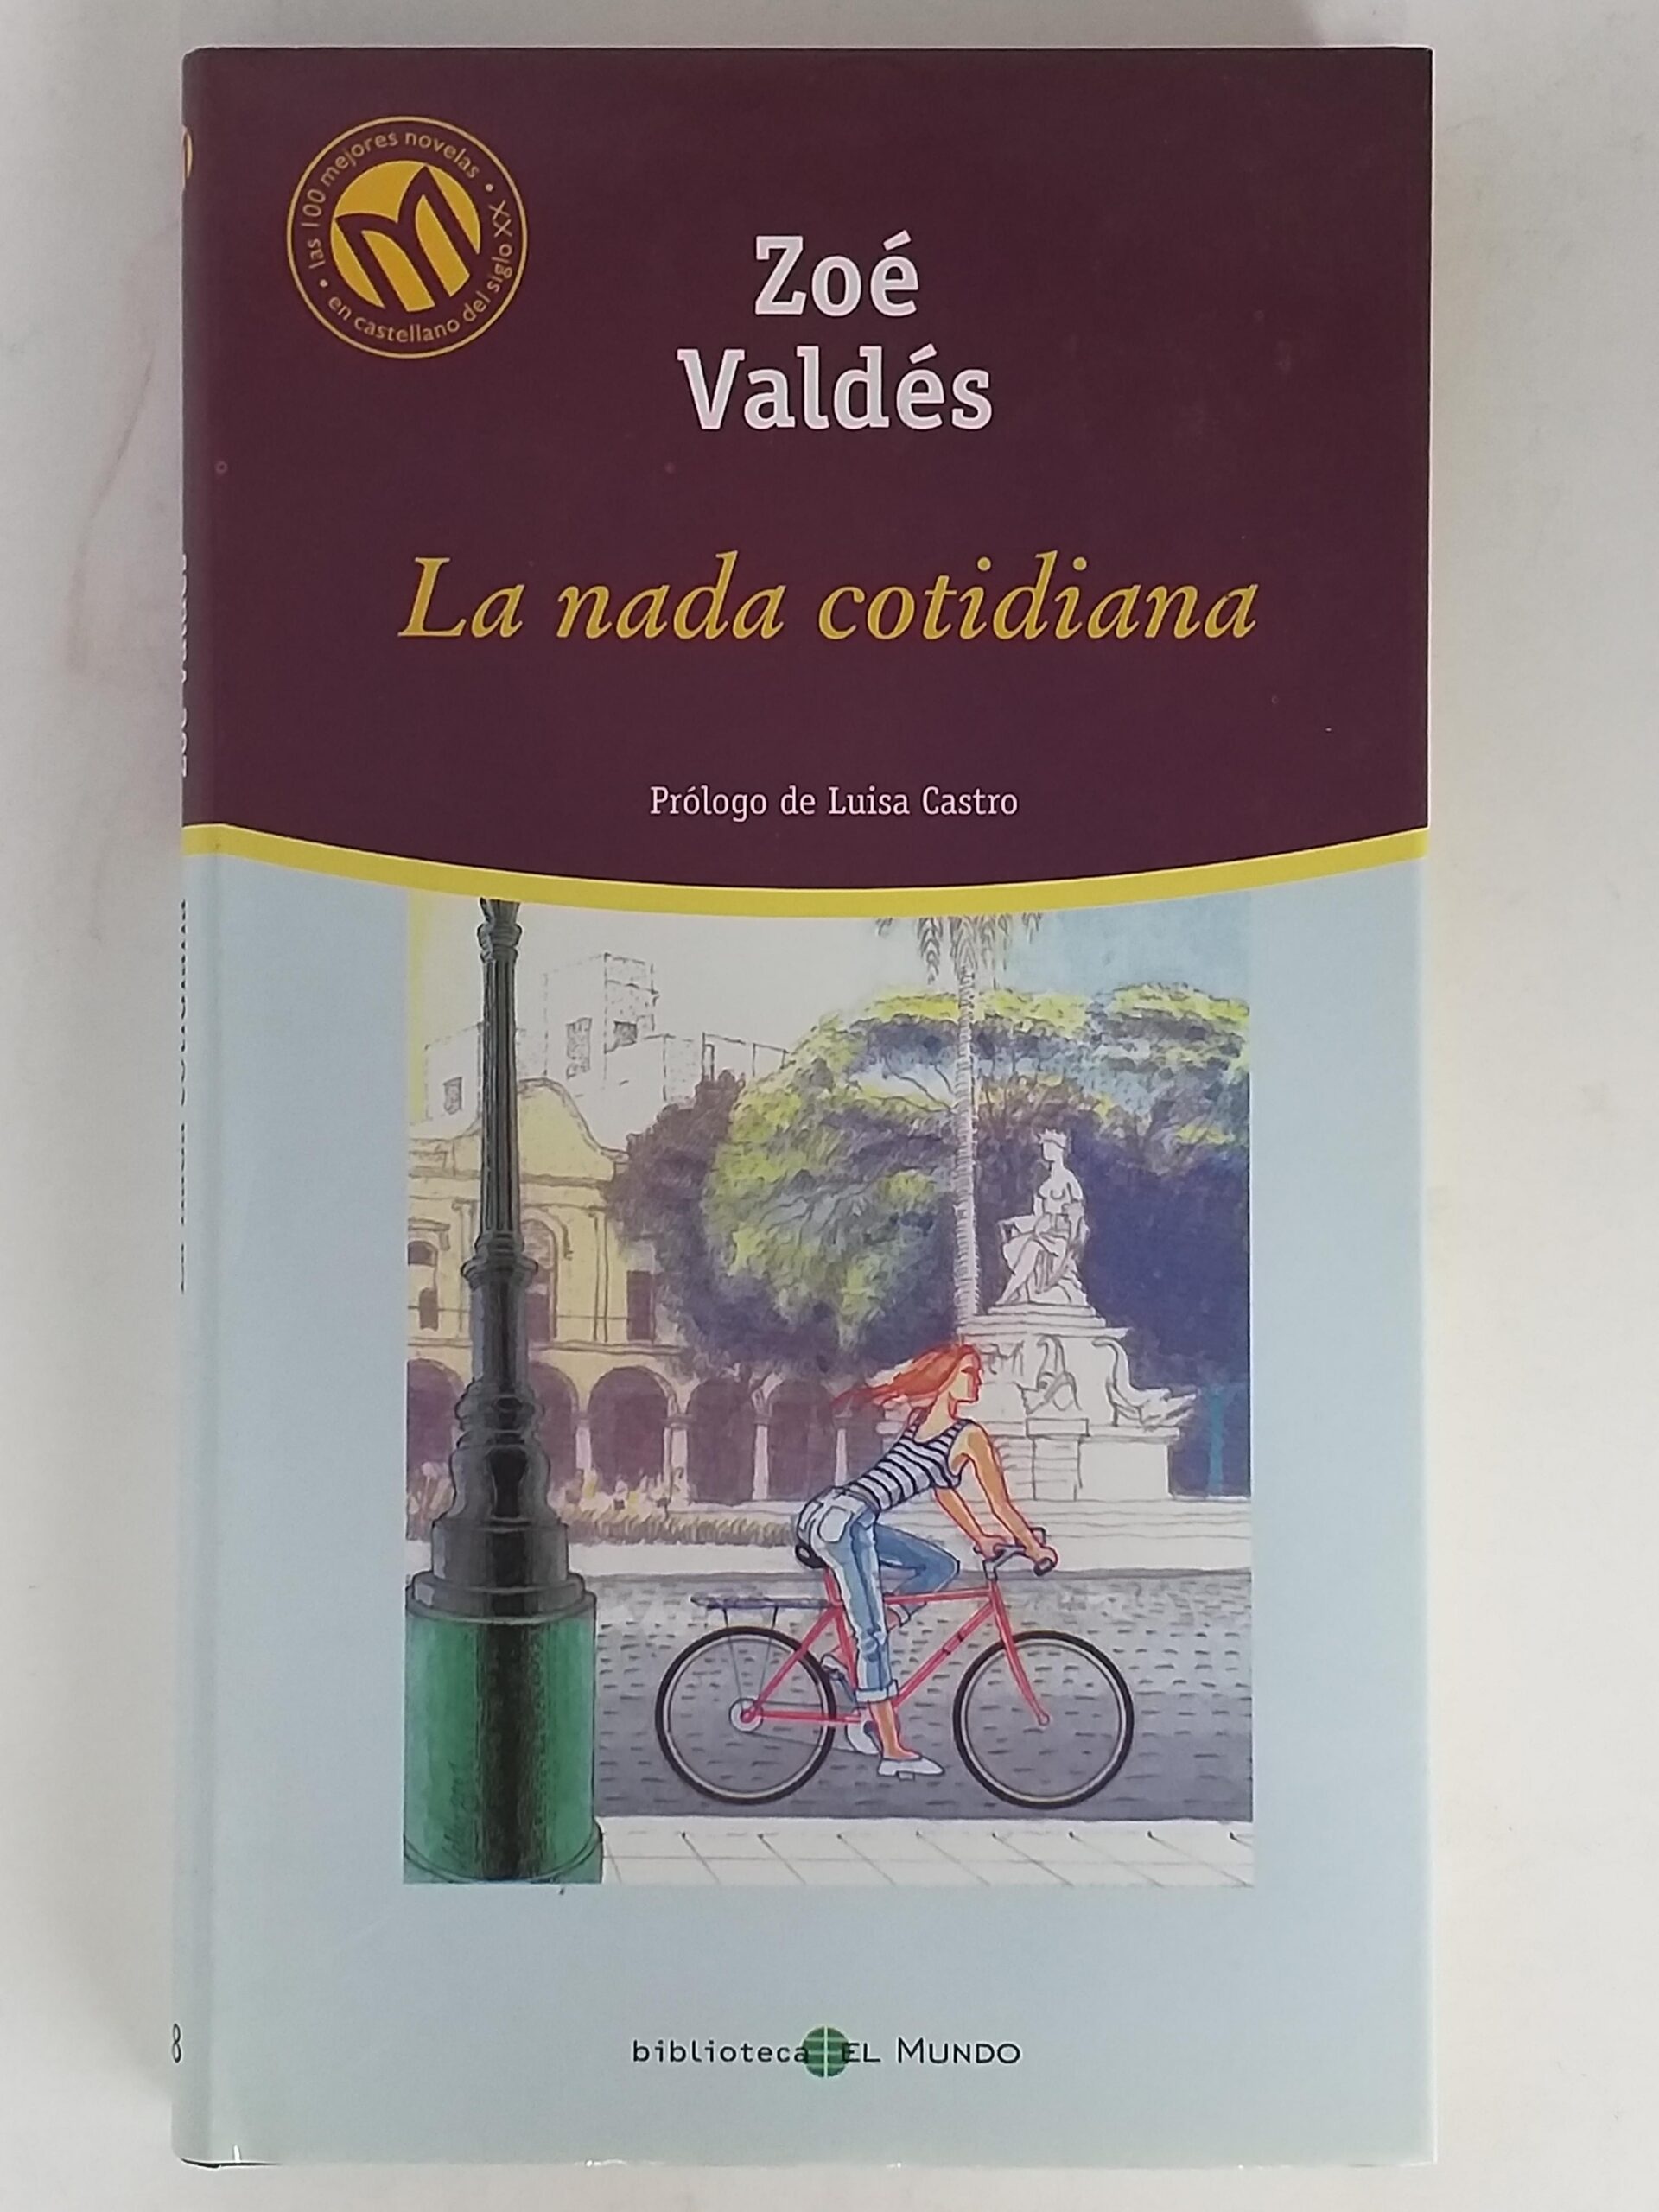 las 100 mejores novelas •
en castellano del siglo XX •
Zoé
Valdés
La nada cotidiana
Prólogo de Luisa Castro
biblioteca EL MUNDO
8